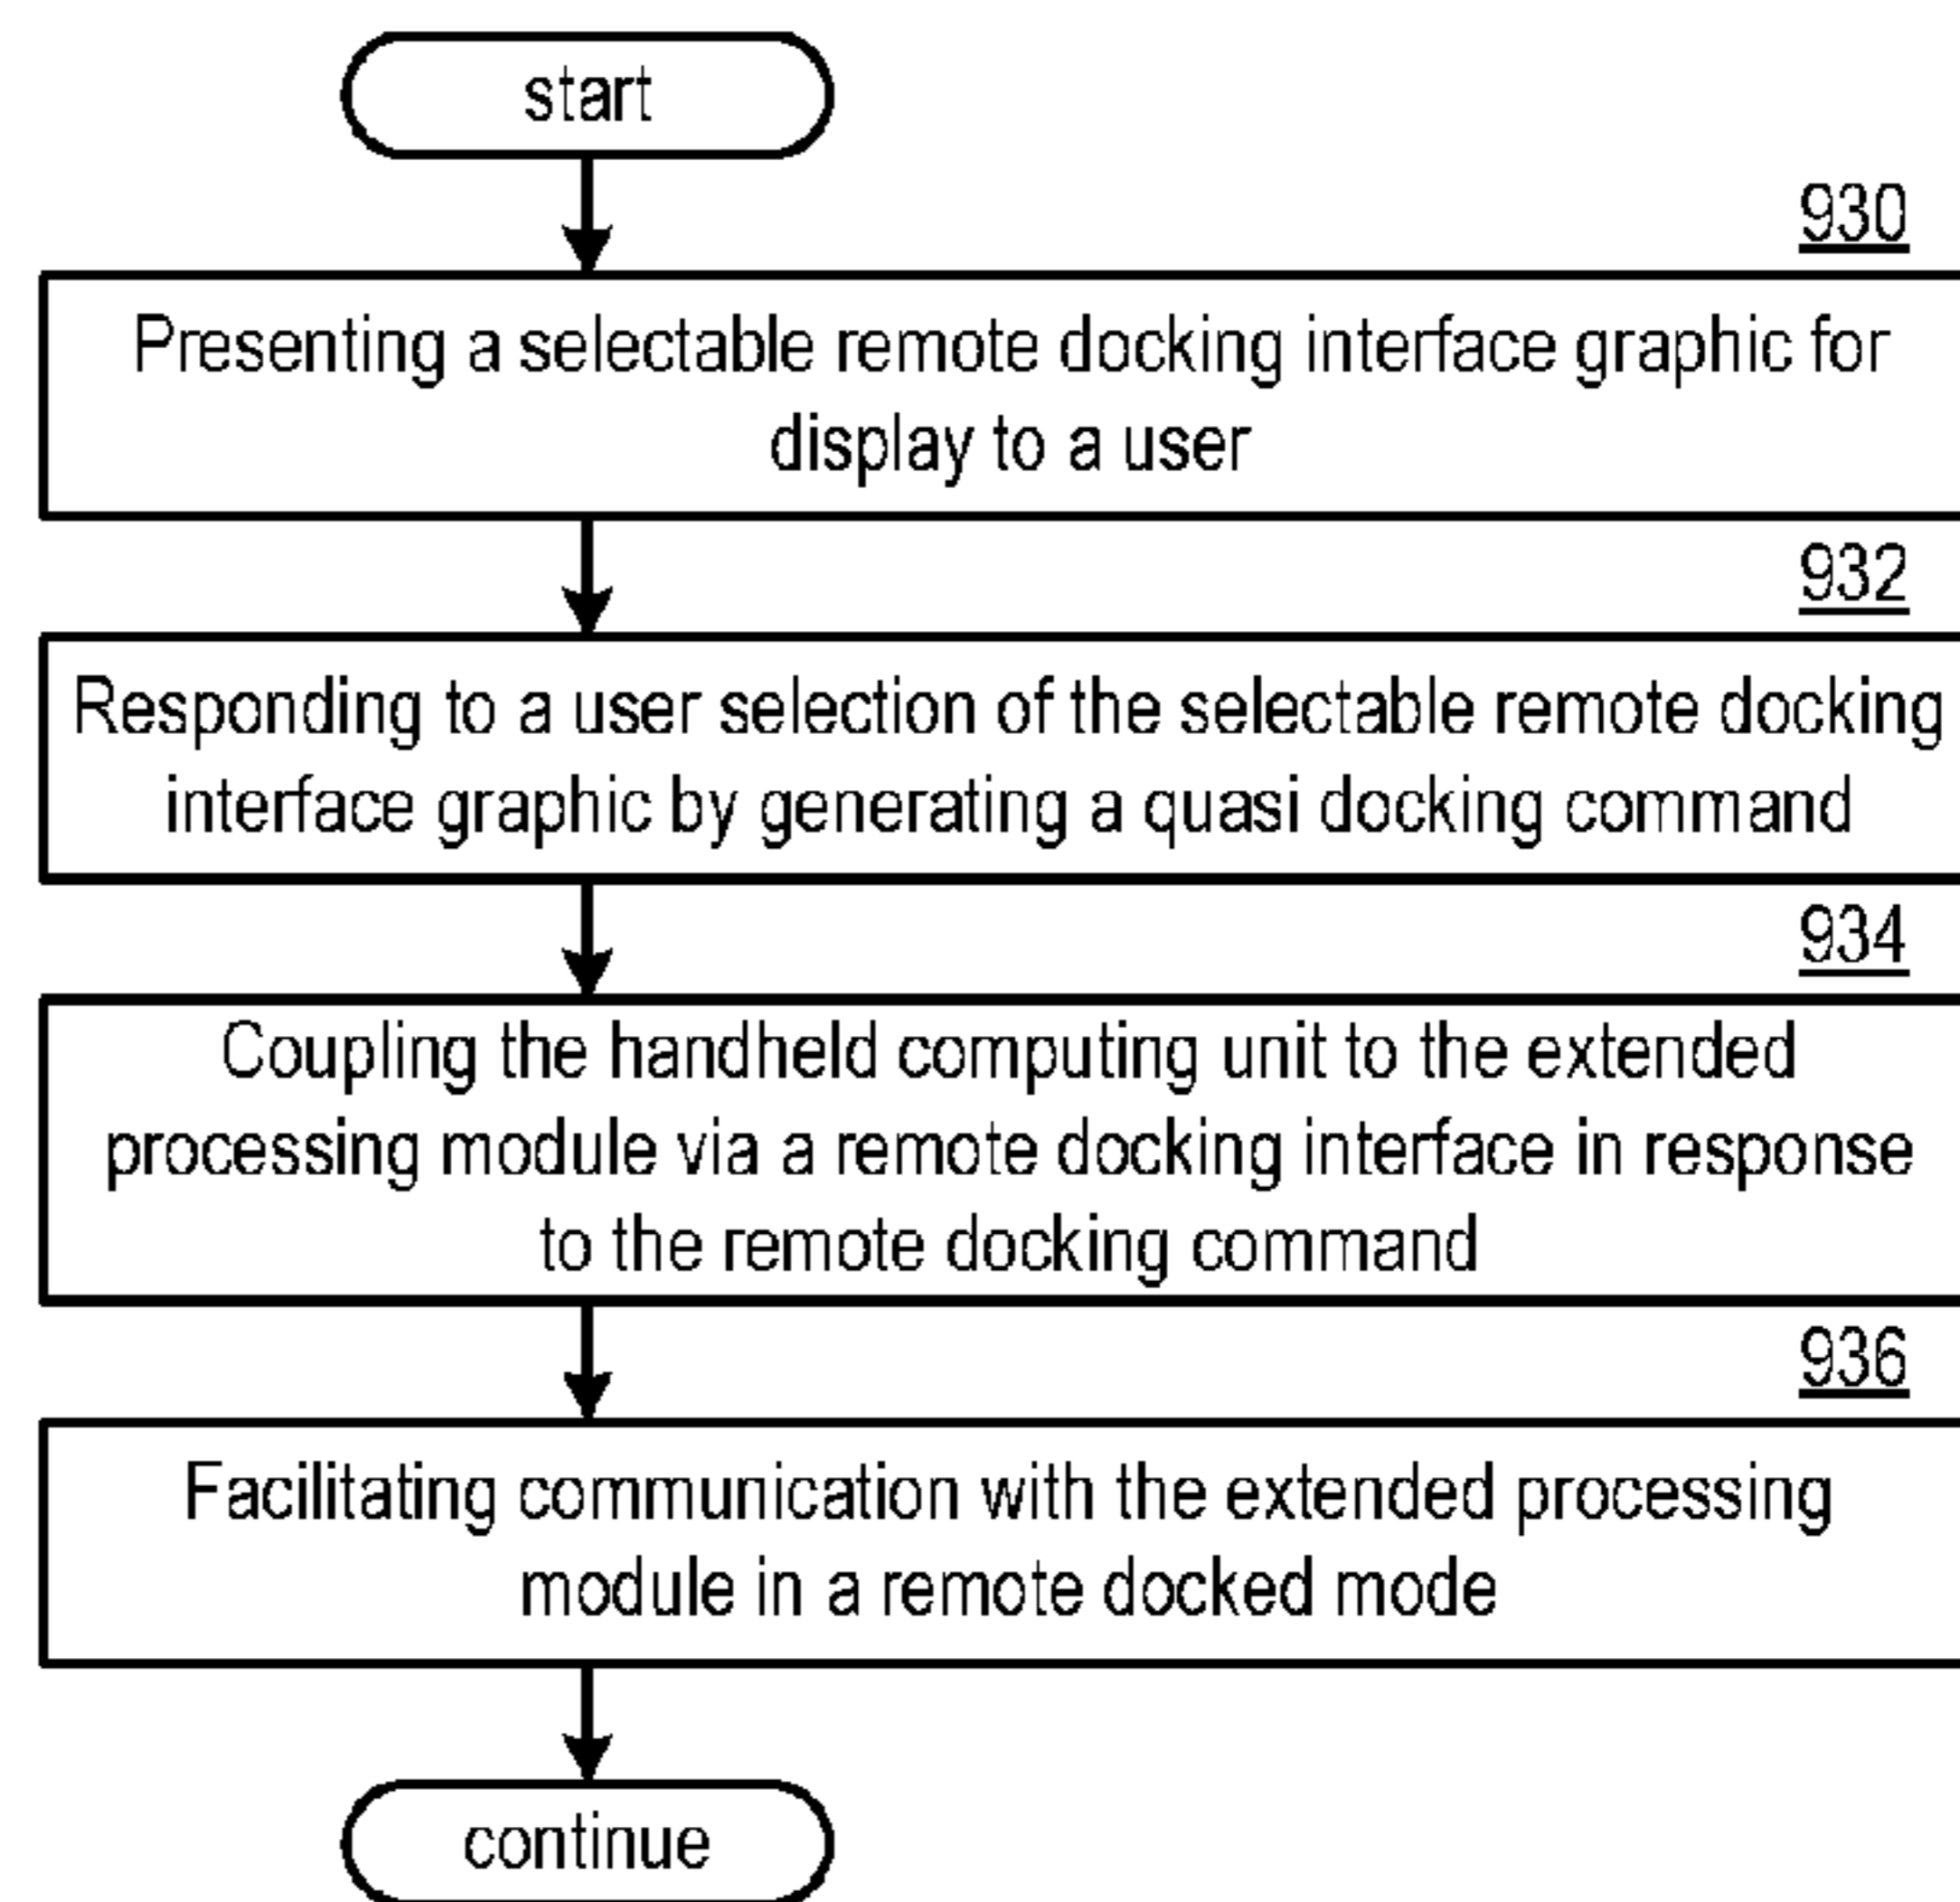 start
930
Presenting a selectable remote docking interface graphic for
display to a user
932
Responding to a user selection of the selectable remote docking
interface graphic by generating a quasi docking command
934
Coupling the handheld computing unit to the extended
processing module via a remote docking interface in response
to the remote docking command
936
Facilitating communication with the extended processing
module in a remote docked mode
continue